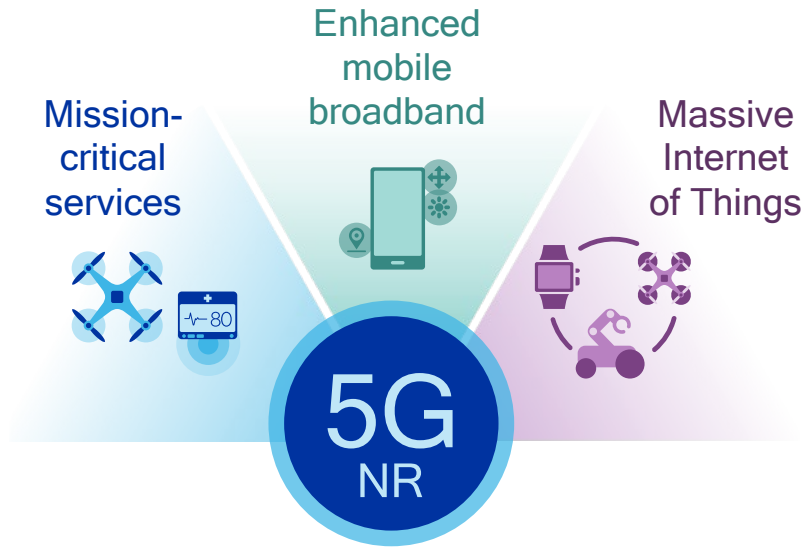 Enhanced
mobile
broadband
Mission-
critical
services
Massive
Internet
of Things
80
5G
NR